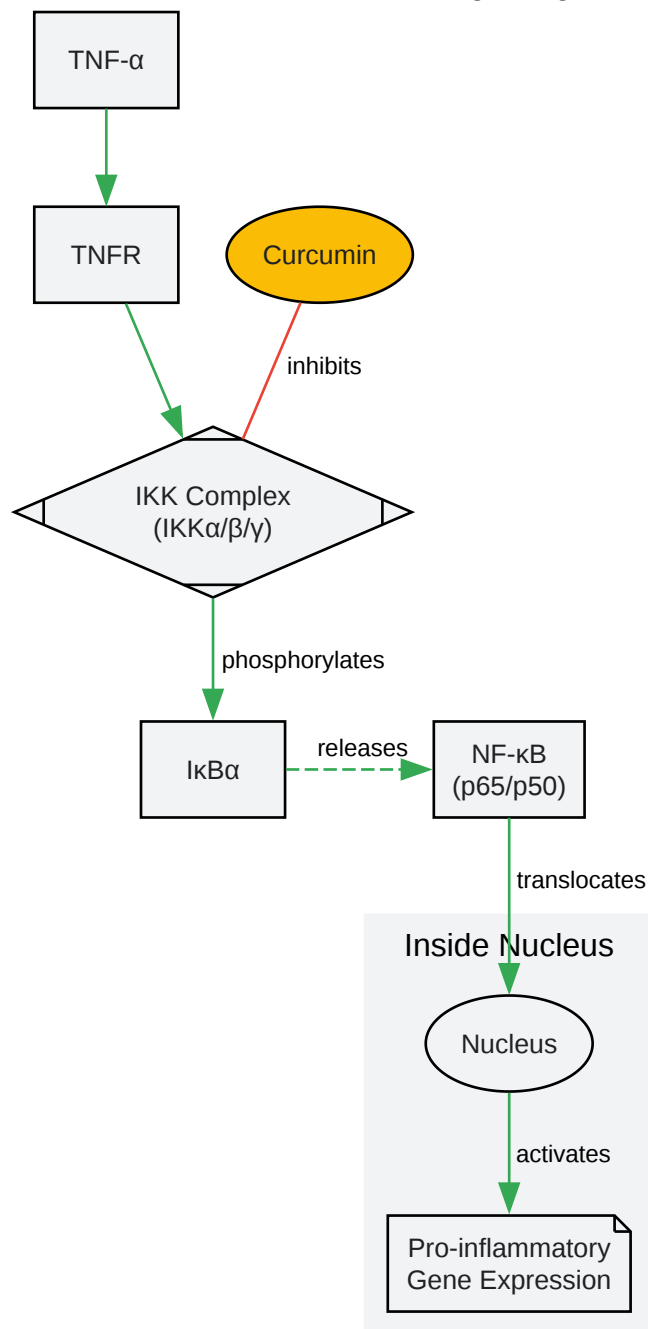 TNF-α
TNFR
Curcumin
inhibits
IKK Complex
(IKKα/β/γ)
phosphorylates
IκBα
releases
NF-κB
(p65/p50)
translocates
Inside Nucleus
Nucleus
activates
Pro-inflammatory
Gene Expression